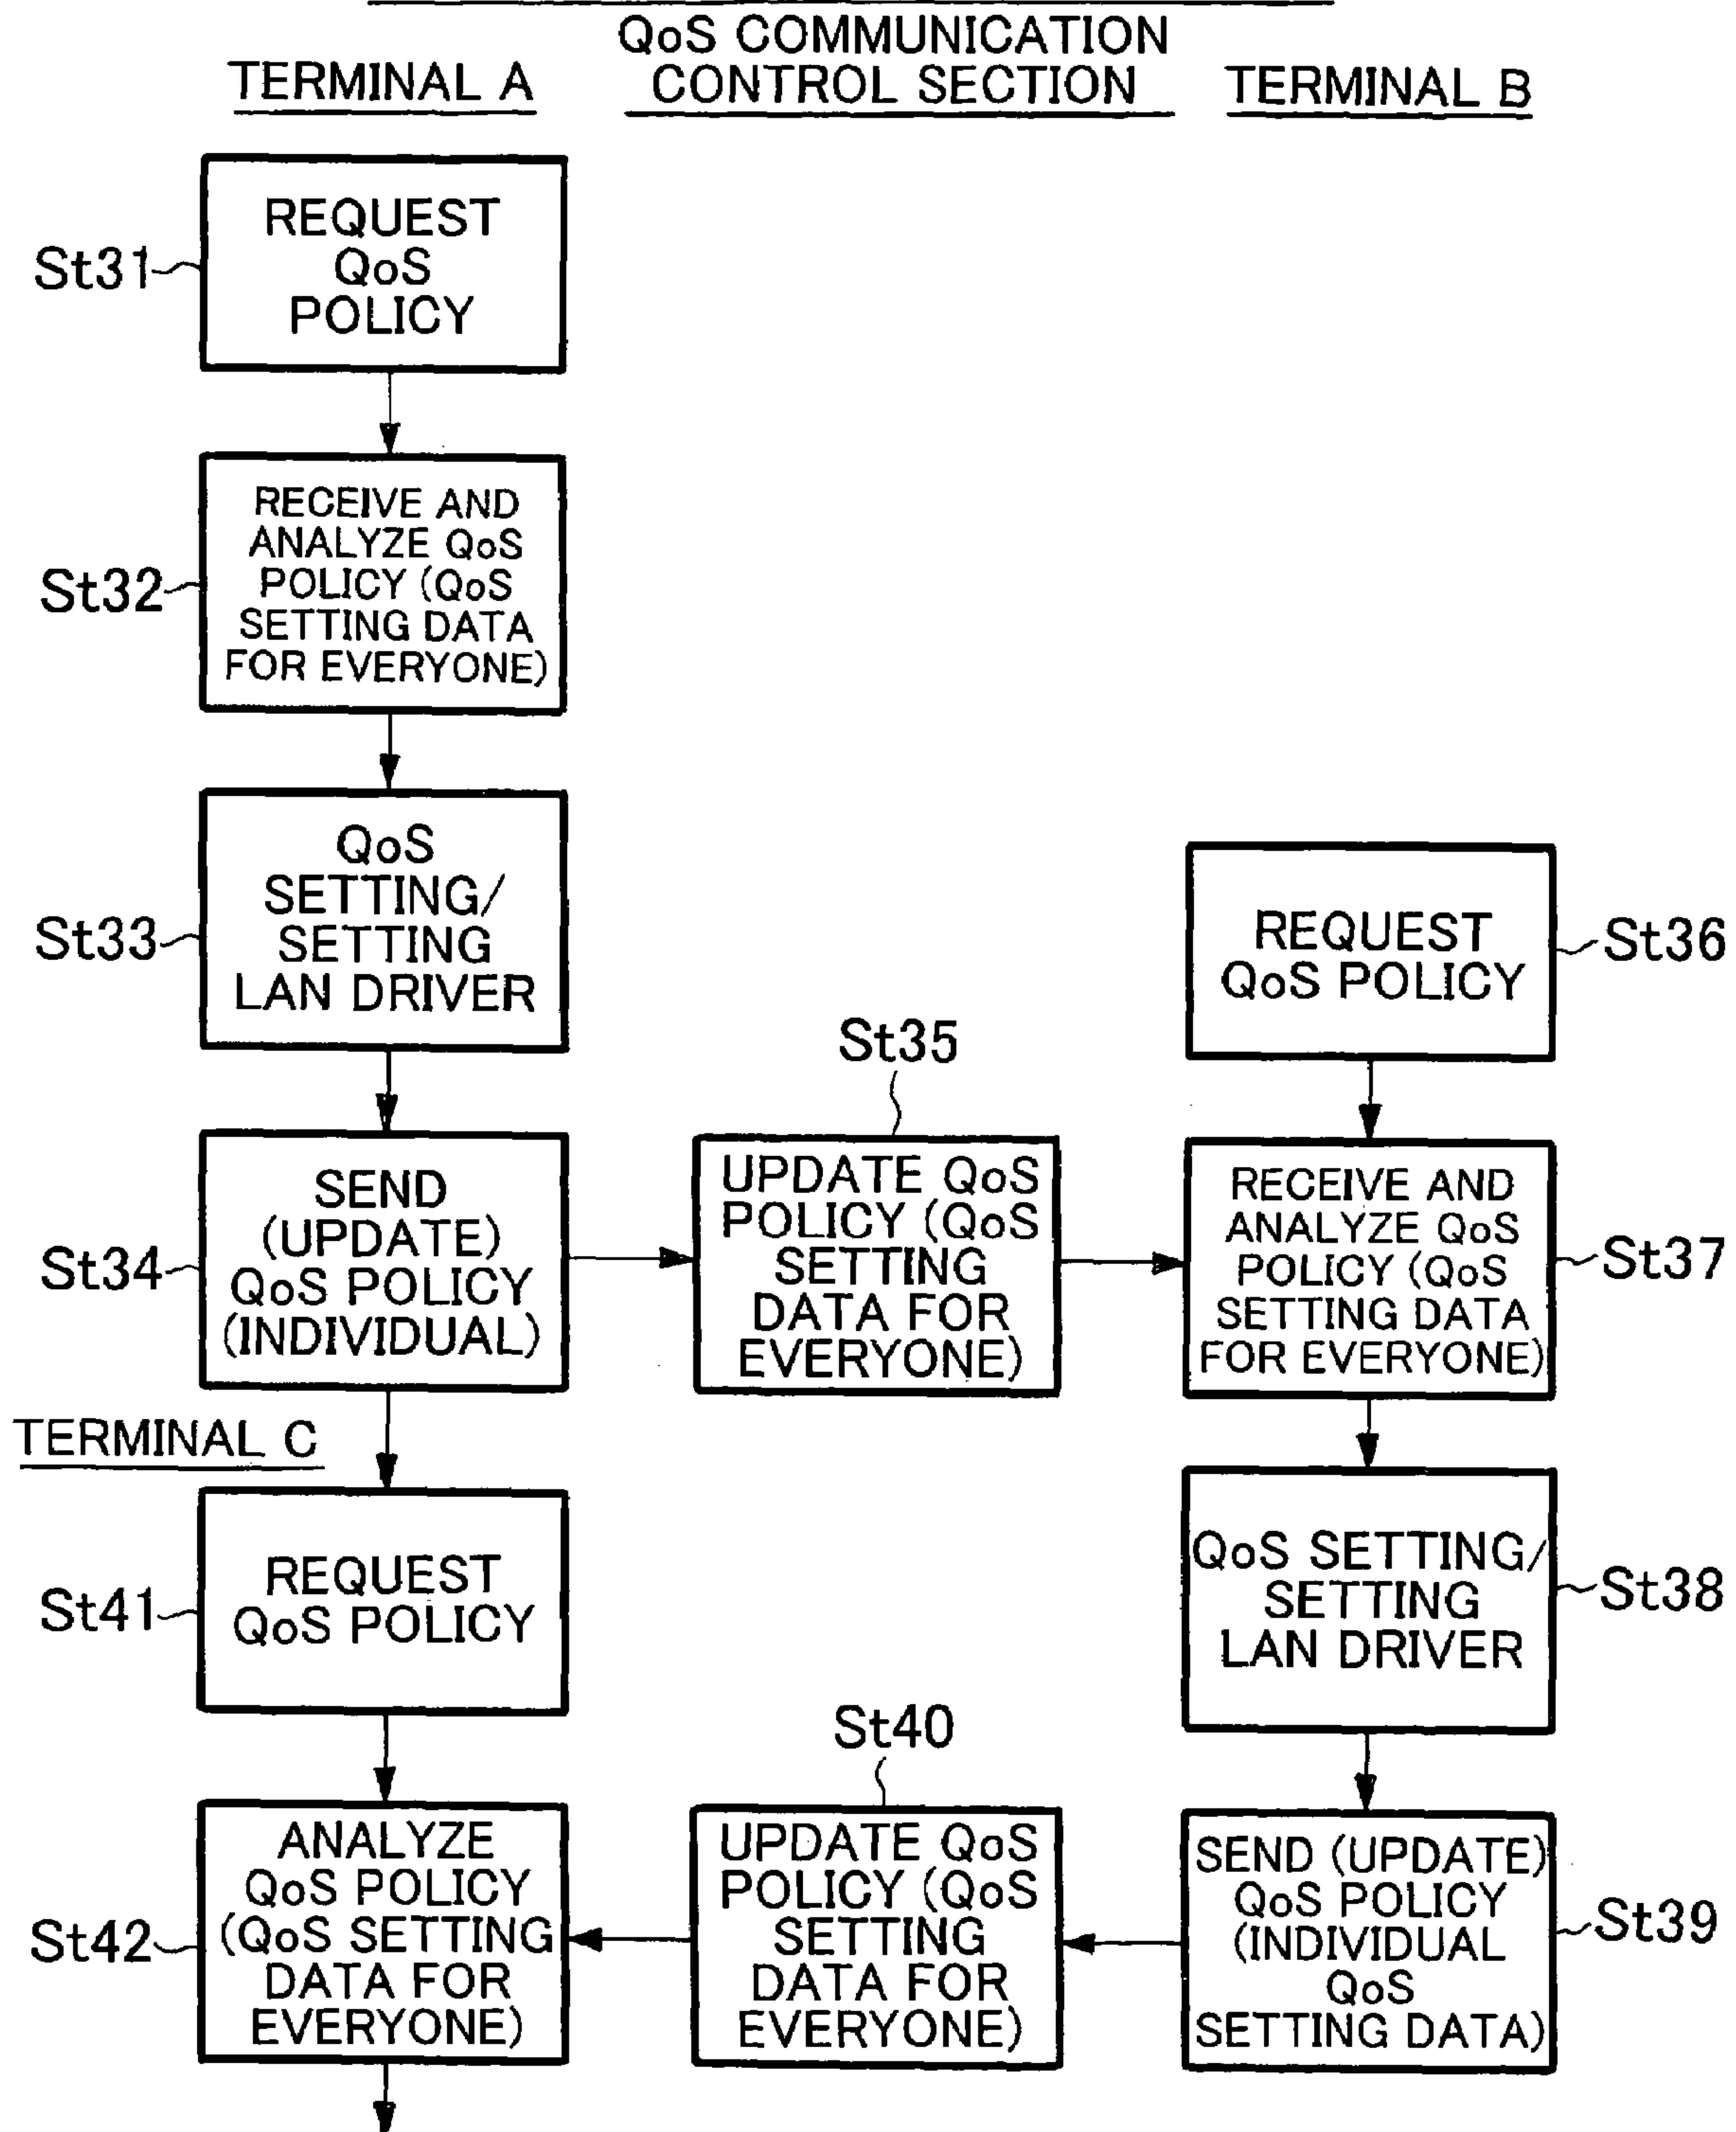 QoS COMMUNICATION
CONTROL SECTION
TERMINAL A
TERMINAL B
St31
REQUEST
QoS
POLICY
St32
RECEIVE AND
ANALYZE QoS
POLICY (QoS
SETTING DATA
FOR EVERYONE)
St33
QoS
SETTING/
SETTING
LAN DRIVER
St36
REQUEST
QoS POLICY
St34
SEND
(UPDATE)
QoS POLICY
(INDIVIDUAL)
St35
UPDATE QoS
POLICY (QoS
SETTING
DATA FOR
EVERYONE)
St37
RECEIVE AND
ANALYZE QoS
POLICY (QoS
SETTING DATA
FOR EVERYONE)
TERMINAL C
St41
REQUEST
QoS POLICY
St38
QoS SETTING/
SETTING
LAN DRIVER
St42
ANALYZE
QoS POLICY
(QoS SETTING
DATA FOR
EVERYONE)
St40
UPDATE QoS
POLICY (QoS
SETTING
DATA FOR
EVERYONE)
St39
SEND (UPDATE)
QoS POLICY
(INDIVIDUAL
QoS
SETTING DATA)